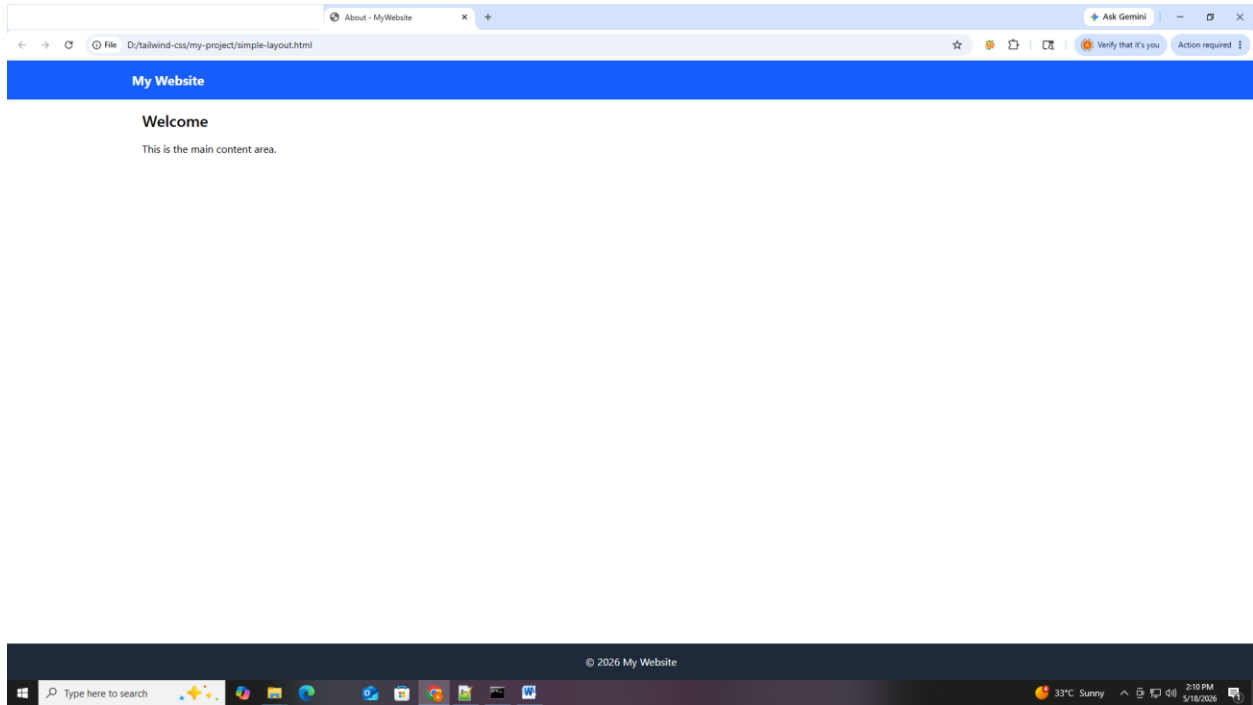 About - MyWebsite
Ask Gemini
File D:/tailwind-css/my-project/simple-layout.html
Verify that it's you
Action required
My Website
Welcome
This is the main content area.
© 2026 My Website
Type here to search
33°C Sunny
2:10 PM
5/18/2026